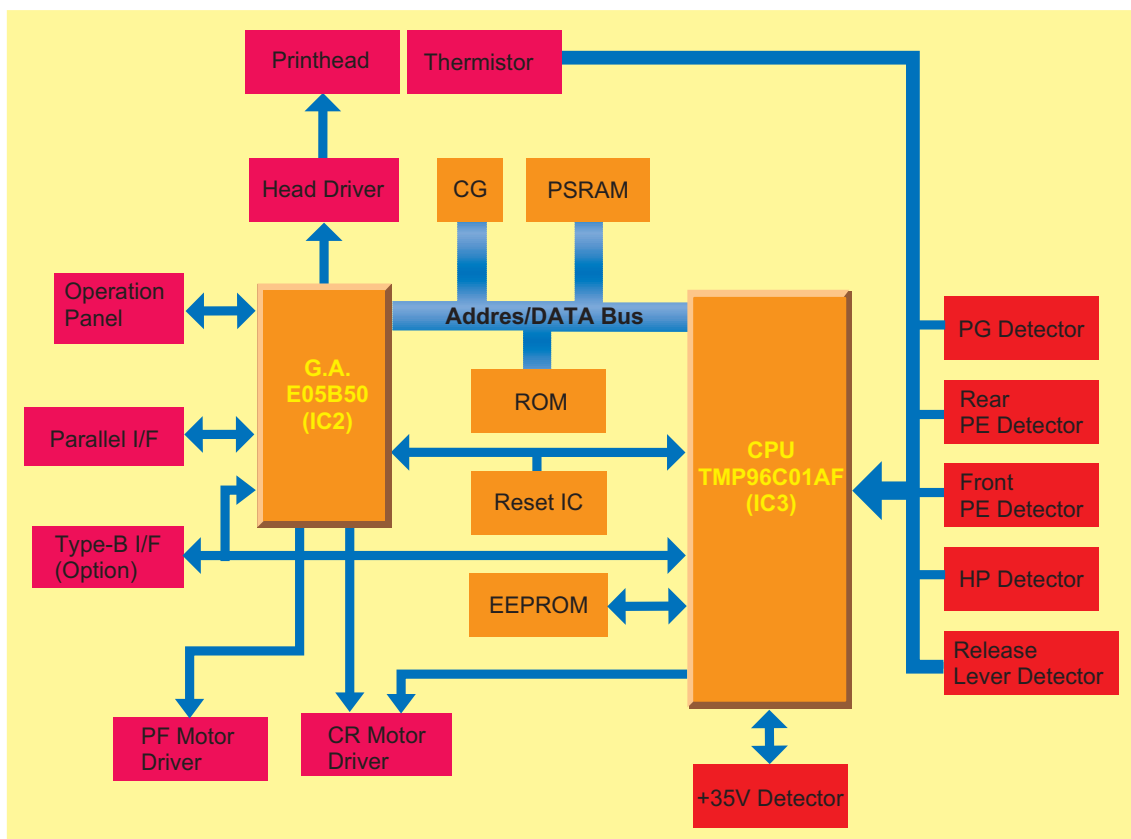 Printhead
Thermistor
Head Driver
CG
PSRAM
Operation
Panel
G.A.
E05B50
(IC2)
Addres/DATA Bus
ROM
Parallel I/F
Reset IC
CPU
TMP96C01AF
(IC3)
PG Detector
Rear
PE Detector
Front
PE Detector
Type-B I/F
(Option)
EEPROM
HP Detector
Release
Lever Detector
PF Motor
Driver
CR Motor
Driver
+35V Detector